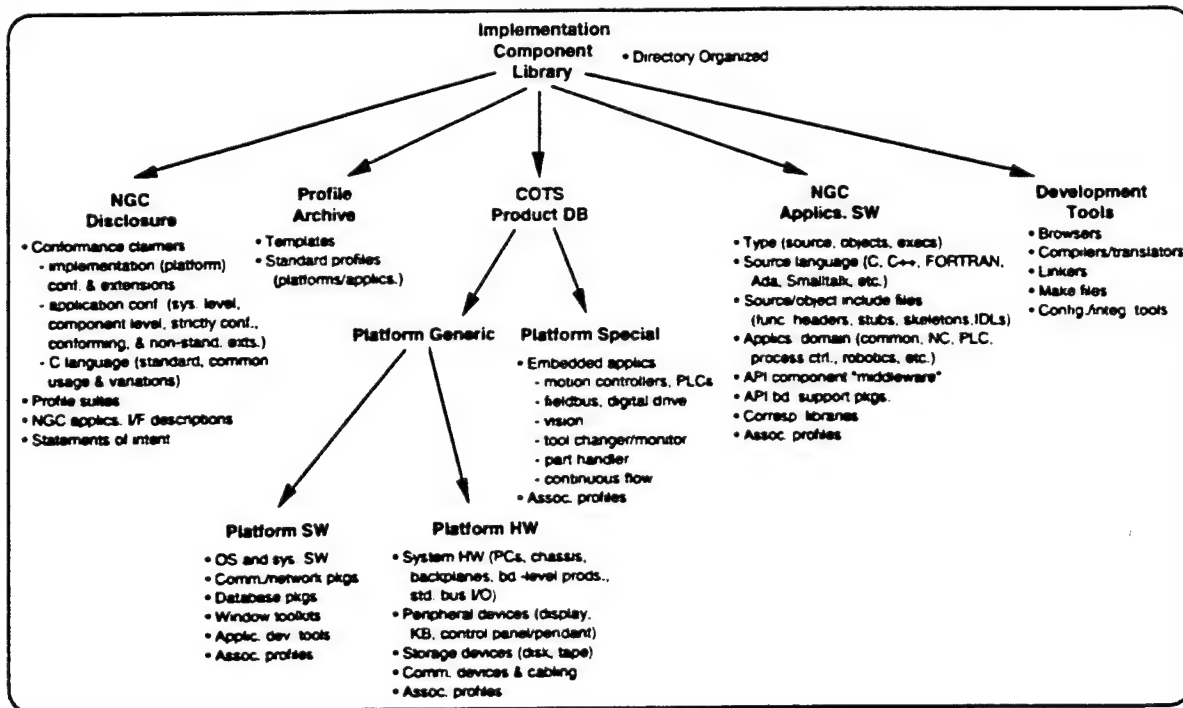 Implementation
Component
Library
• Directory Organized
NGC
Disclosure
• Conformance claimers
- implementation (platform)
conf. & extensions
- application conf. (sys. level,
component level, strictly conf.,
conforming, & non-stand. exts.)
- C language (standard, common
usage & variations)
• Profile suites
• NGC applics. I/F descriptions
• Statements of intent
Profile
Archive
• Templates
• Standard profiles
(platforms/applics.)
COTS
Product DB
Platform Generic
Platform Special
• Embedded applics
- motion controllers, PLCs
- fieldbus, digital drive
- vision
- tool changer/monitor
- part handler
- continuous flow
• Assoc. profiles
NGC
Applics. SW
• Type (source, objects, execs)
• Source language (C, C++, FORTRAN,
Ada, Smalltalk, etc.)
• Source/object include files
(func. headers, stubs, skeletons, IDLs)
• Applics. domain (common, NC, PLC,
process ctrl., robotics, etc.)
• API component "middleware"
• API bd. support pkgs.
• Corresp. libraries
• Assoc. profiles
Development
Tools
• Browsers
• Compilers/translators
• Linkers
• Make files
• Config./integ. tools
Platform SW
• OS and sys. SW
• Comm./network pkgs
• Database pkgs
• Window toolkits
• Applic. dev. tools
• Assoc. profiles
Platform HW
• System HW (PCs, chassis,
backplanes, bd.-level prods.,
std. bus I/O)
• Peripheral devices (display,
KB, control panel/pendant)
• Storage devices (disk, tape)
• Comm. devices & cabling
• Assoc. profiles